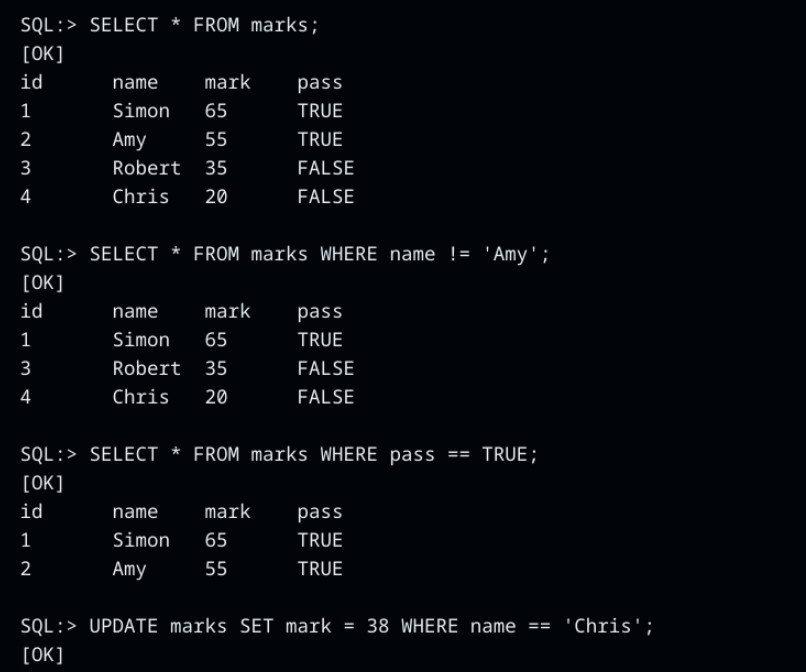 SQL:> SELECT * FROM marks;
[OK]
id name mark pass
1 Simon 65 TRUE
2 Amy 55 TRUE
3 Robert 35 FALSE
4 Chris 20 FALSE
SQL:> SELECT * FROM marks WHERE name != 'Amy';
[OK]
id name mark pass
1 Simon 65 TRUE
3 Robert 35 FALSE
4 Chris 20 FALSE
SQL:> SELECT * FROM marks WHERE pass == TRUE;
[OK]
id name mark pass
1 Simon 65 TRUE
2 Amy 55 TRUE
SQL:> UPDATE marks SET mark = 38 WHERE name == 'Chris';
[OK]